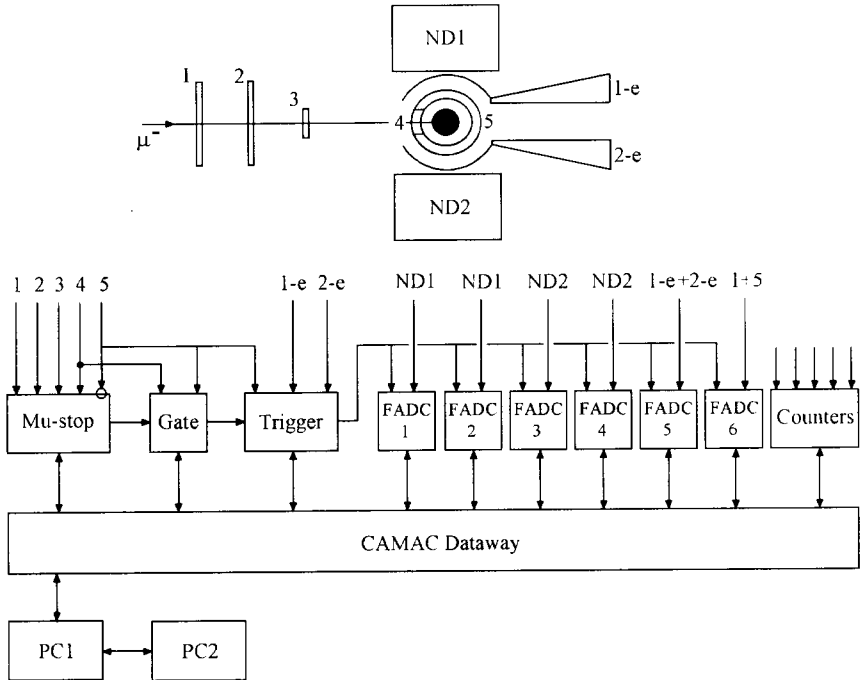 ND1
1 2 3
1-e
4 5
μ⁻
2-e
ND2
1 2 3 4 5 1-e 2-e ND1 ND1 ND2 ND2 1-e+2-e 1+5
Mu-stop Gate Trigger FADC FADC FADC FADC FADC FADC Counters
1 2 3 4 5 6
CAMAC Dataway
PC1 PC2